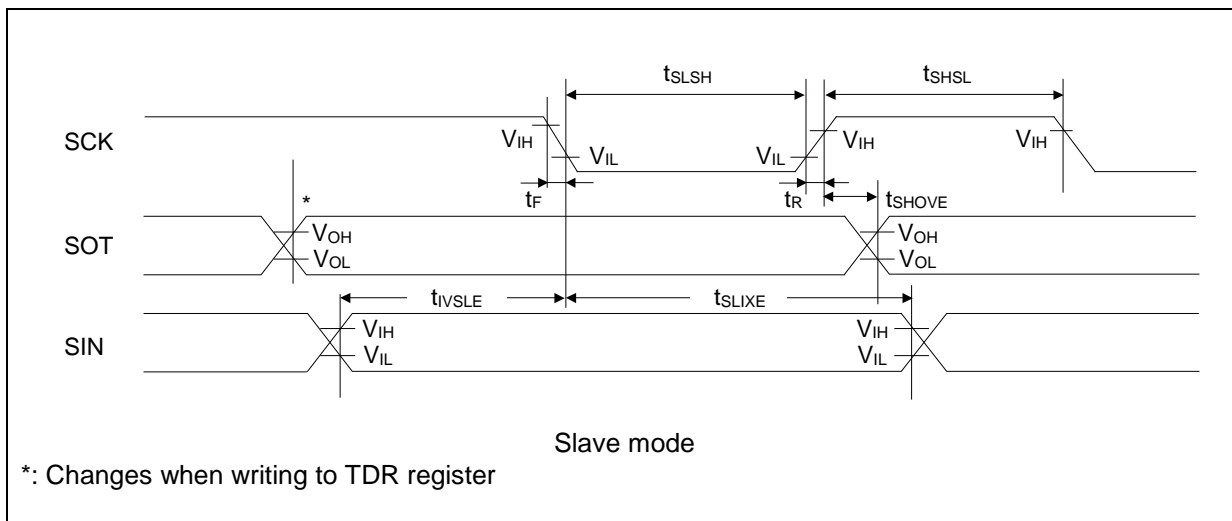 tSLSH tSHSL
SCK VIH VIL VIL VIH VIH
tF tR tSHOVE
*
SOT VOH VOH
VOL VOL
tIVSLE tSLIXE
SIN VIH VIH
VIL VIL
Slave mode
*: Changes when writing to TDR register